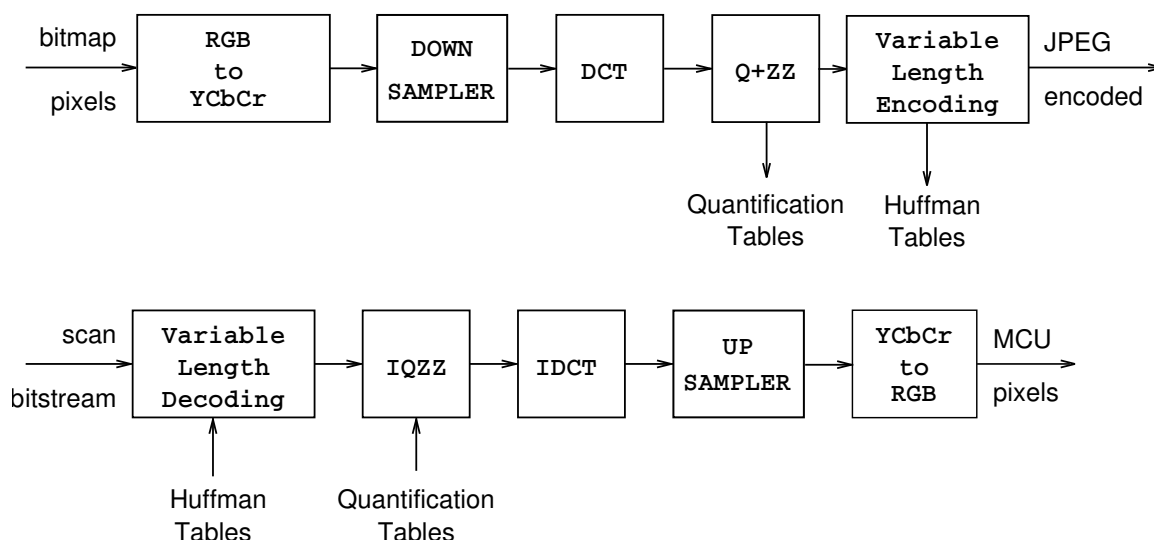 bitmap
pixels
RGB
to
YCbCr
DOWN
SAMPLER
DCT
Q+ZZ
Variable
Length
Encoding
JPEG
encoded
Quantification
Tables
Huffman
Tables
scan
bitstream
Variable
Length
Decoding
IQZZ
IDCT
UP
SAMPLER
YCbCr
to
RGB
MCU
pixels
Huffman
Tables
Quantification
Tables